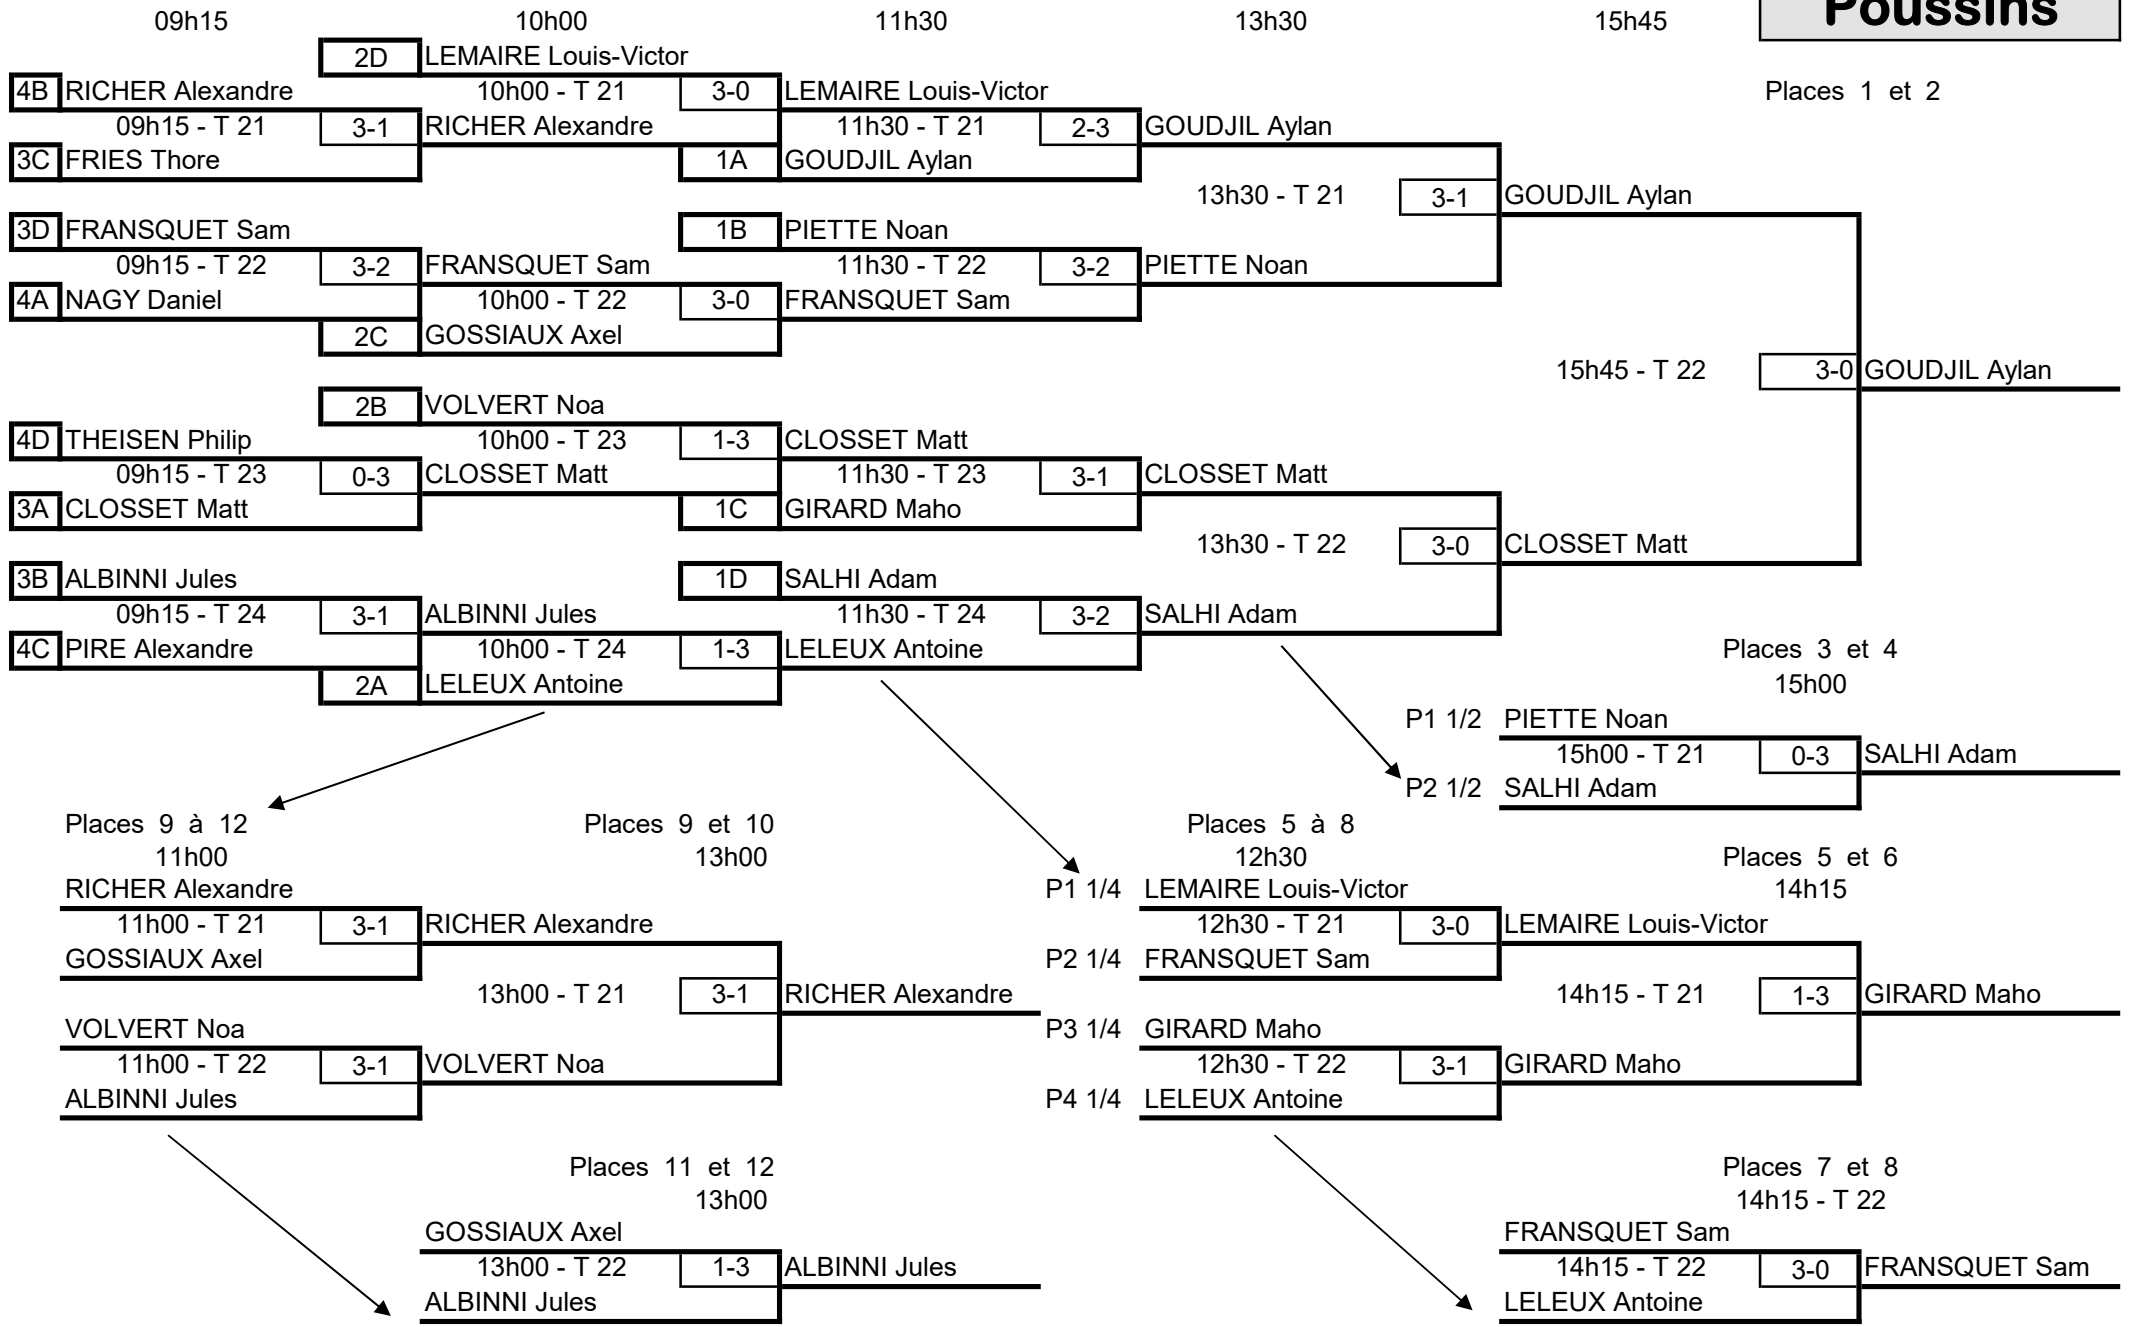 09h15 10h00 11h30 13h30 15h45 Poussins
2D LEMAIRE Louis-Victor
4B RICHER Alexandre 10h00 - T 21 3-0 LEMAIRE Louis-Victor Places 1 et 2
09h15 - T 21 3-1 RICHER Alexandre 11h30 - T 21 2-3 GOUDJIL Aylan
3C FRIES Thore 1A GOUDJIL Aylan
13h30 - T 21 3-1 GOUDJIL Aylan
3D FRANSQUET Sam 1B PIETTE Noan
09h15 - T 22 3-2 FRANSQUET Sam 11h30 - T 22 3-2 PIETTE Noan
4A NAGY Daniel 10h00 - T 22 3-0 FRANSQUET Sam
2C GOSSIAUX Axel
15h45 - T 22 3-0 GOUDJIL Aylan
2B VOLVERT Noa
4D THEISEN Philip 10h00 - T 23 1-3 CLOSSET Matt
09h15 - T 23 0-3 CLOSSET Matt 11h30 - T 23 3-1 CLOSSET Matt
3A CLOSSET Matt 1C GIRARD Maho
13h30 - T 22 3-0 CLOSSET Matt
3B ALBINNI Jules 1D SALHI Adam
09h15 - T 24 3-1 ALBINNI Jules 11h30 - T 24 3-2 SALHI Adam
4C PIRE Alexandre 10h00 - T 24 1-3 LELEUX Antoine Places 3 et 4
2A LELEUX Antoine 15h00
P1 1/2 PIETTE Noan
15h00 - T 21 0-3 SALHI Adam
P2 1/2 SALHI Adam
Places 9 à 12 Places 9 et 10 Places 5 à 8
11h00 13h00 12h30 Places 5 et 6
RICHER Alexandre P1 1/4 LEMAIRE Louis-Victor 14h15
11h00 - T 21 3-1 RICHER Alexandre 12h30 - T 21 3-0 LEMAIRE Louis-Victor
GOSSIAUX Axel P2 1/4 FRANSQUET Sam
13h00 - T 21 3-1 RICHER Alexandre 14h15 - T 21 1-3 GIRARD Maho
VOLVERT Noa P3 1/4 GIRARD Maho
11h00 - T 22 3-1 VOLVERT Noa 12h30 - T 22 3-1 GIRARD Maho
ALBINNI Jules P4 1/4 LELEUX Antoine
Places 11 et 12 Places 7 et 8
13h00 14h15 - T 22
GOSSIAUX Axel FRANSQUET Sam
13h00 - T 22 1-3 ALBINNI Jules 14h15 - T 22 3-0 FRANSQUET Sam
ALBINNI Jules LELEUX Antoine